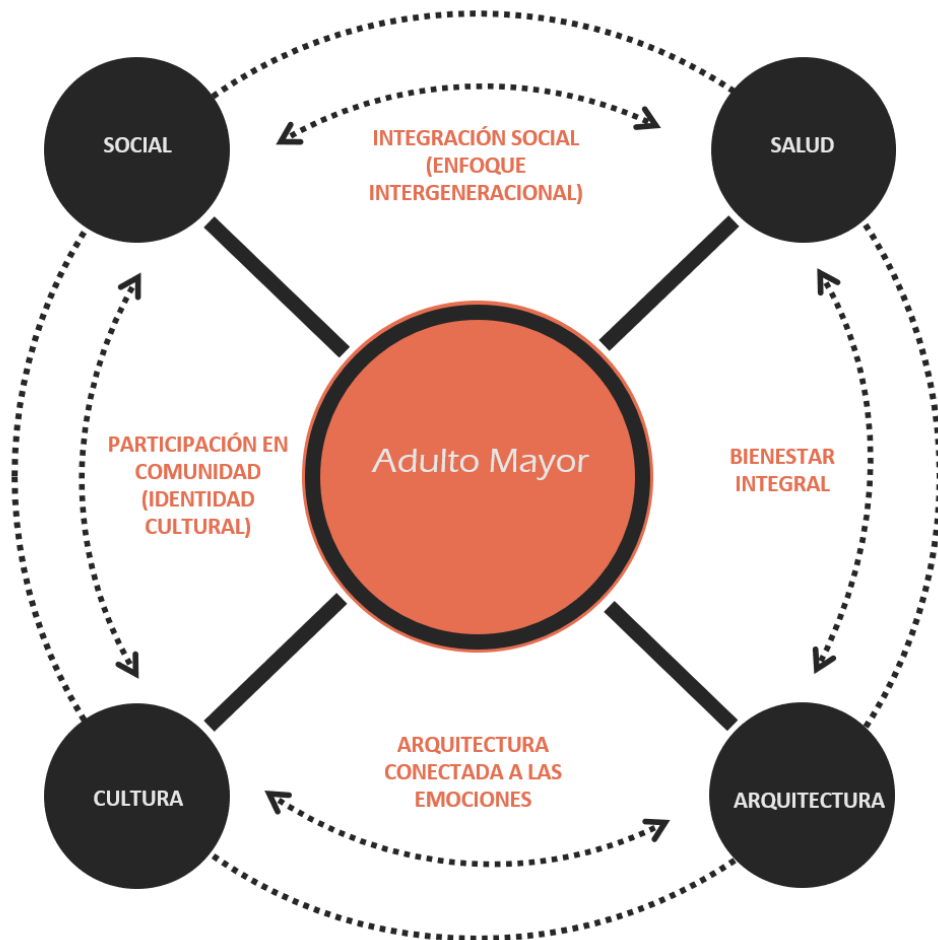 SOCIAL
SALUD
INTEGRACIÓN SOCIAL
(ENFOQUE
INTERGENERACIONAL)
PARTICIPACIÓN EN
COMUNIDAD
(IDENTIDAD
CULTURAL)
Adulto Mayor
BIENESTAR
INTEGRAL
ARQUITECTURA
CONECTADA A LAS
EMOCIONES
CULTURA
ARQUITECTURA